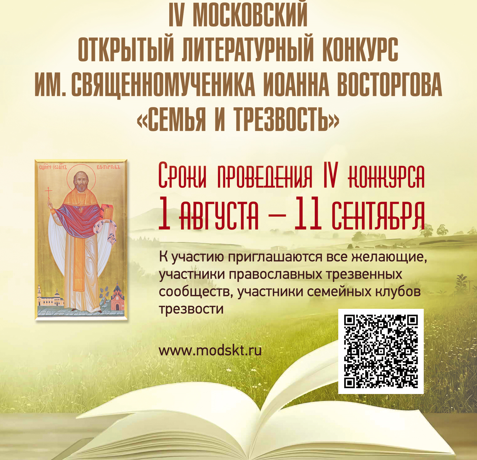 IV МОСКОВСКИЙ
ОТКРЫТЫЙ ЛИТЕРАТУРНЫЙ КОНКУРС
ИМ. СВЯЩЕННОМУЧЕНИКА ИОАННА ВОСТОРГОВА
«СЕМЬЯ И ТРЕЗВОСТЬ»
СРОКИ ПРОВЕДЕНИЯ IV КОНКУРСА
1 АВГУСТА – 11 СЕНТЯБРЯ
К участию приглашаются все желающие,
участники православных трезвенных
сообществ, участники семейных клубов
трезвости
www.modskt.ru